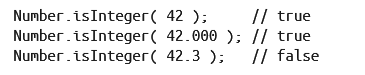 Number.isInteger( 42 );     // true
Number.isInteger( 42.000 ); // true
Number.isInteger( 42.3 );   // false